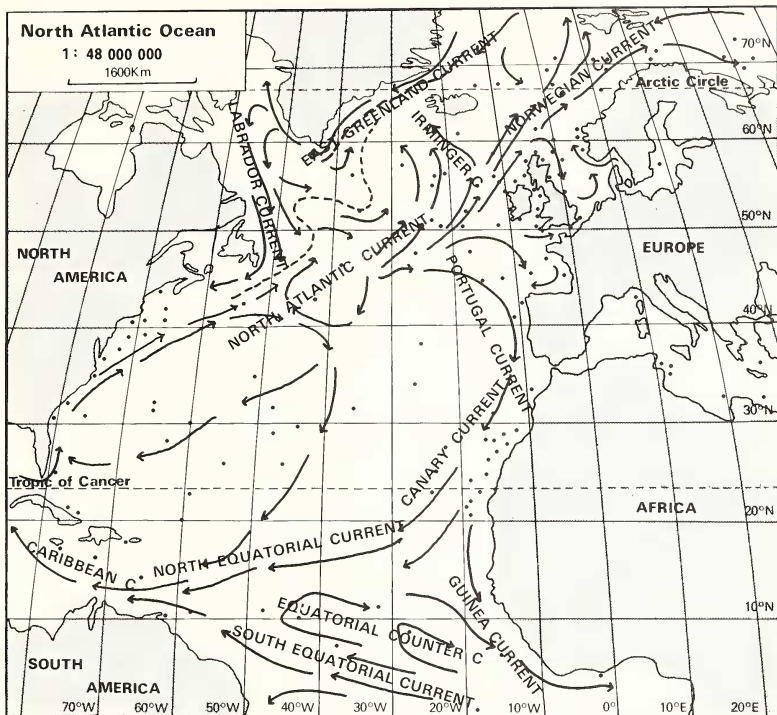 North Atlantic Ocean
1: 48 000 000
1600Km
70°N
Arctic Circle
EAST GREENLAND CURRENT
NORWEGIAN CURRENT
IRMINGER C
LABRADOR CURRENT
60°N
50°N
NORTH
AMERICA
EUROPE
NORTH ATLANTIC CURRENT
PORTUGAL CURRENT
40°N
30°N
CANARY CURRENT
Tropic of Cancer
AFRICA
20°N
NORTH EQUATORIAL CURRENT
CARIBBEAN C
GUINEA CURRENT
EQUATORIAL COUNTER C
10°N
SOUTH EQUATORIAL CURRENT
SOUTH
AMERICA
70°W
60°W
50°W
40°W
30°W
20°W
10°W
0°
10°E
20°E